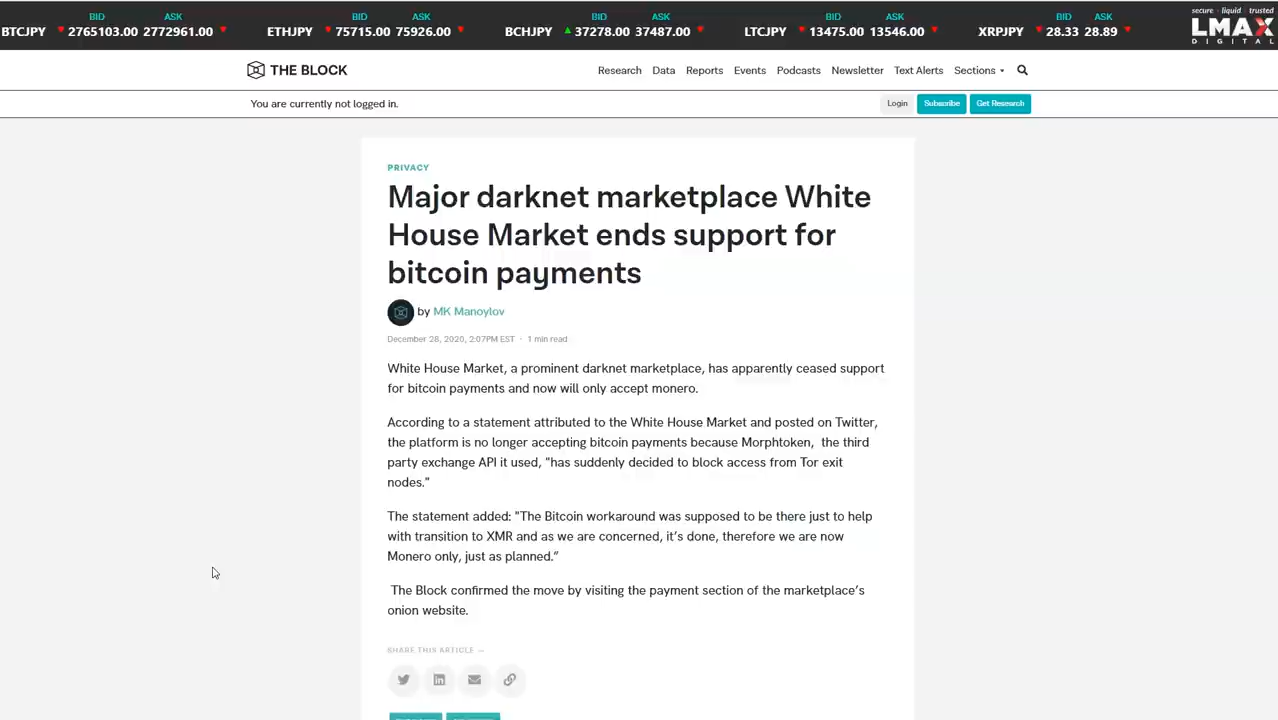 BID ASK BID ASK BID ASK BID ASK BID ASK
BTCJPY 2765103.00 2772961.00 ETHJPY 75715.00 75926.00 BCHJPY 37278.00 37487.00 LTCJPY 13475.00 13546.00 XRPJPY 28.33 28.89
secure · liquid · trusted
LMAX
DIGITAL
THE BLOCK
Research Data Reports Events Podcasts Newsletter Text Alerts Sections
You are currently not logged in.
Login Subscribe Get Research
PRIVACY
Major darknet marketplace White
House Market ends support for
bitcoin payments
by MK Manoylov
December 28, 2020, 2:07PM EST · 1 min read
White House Market, a prominent darknet marketplace, has apparently ceased support
for bitcoin payments and now will only accept monero.
According to a statement attributed to the White House Market and posted on Twitter,
the platform is no longer accepting bitcoin payments because Morphtoken, the third
party exchange API it used, "has suddenly decided to block access from Tor exit
nodes."
The statement added: "The Bitcoin workaround was supposed to be there just to help
with transition to XMR and as we are concerned, it's done, therefore we are now
Monero only, just as planned."
The Block confirmed the move by visiting the payment section of the marketplace's
onion website.
SHARE THIS ARTICLE →